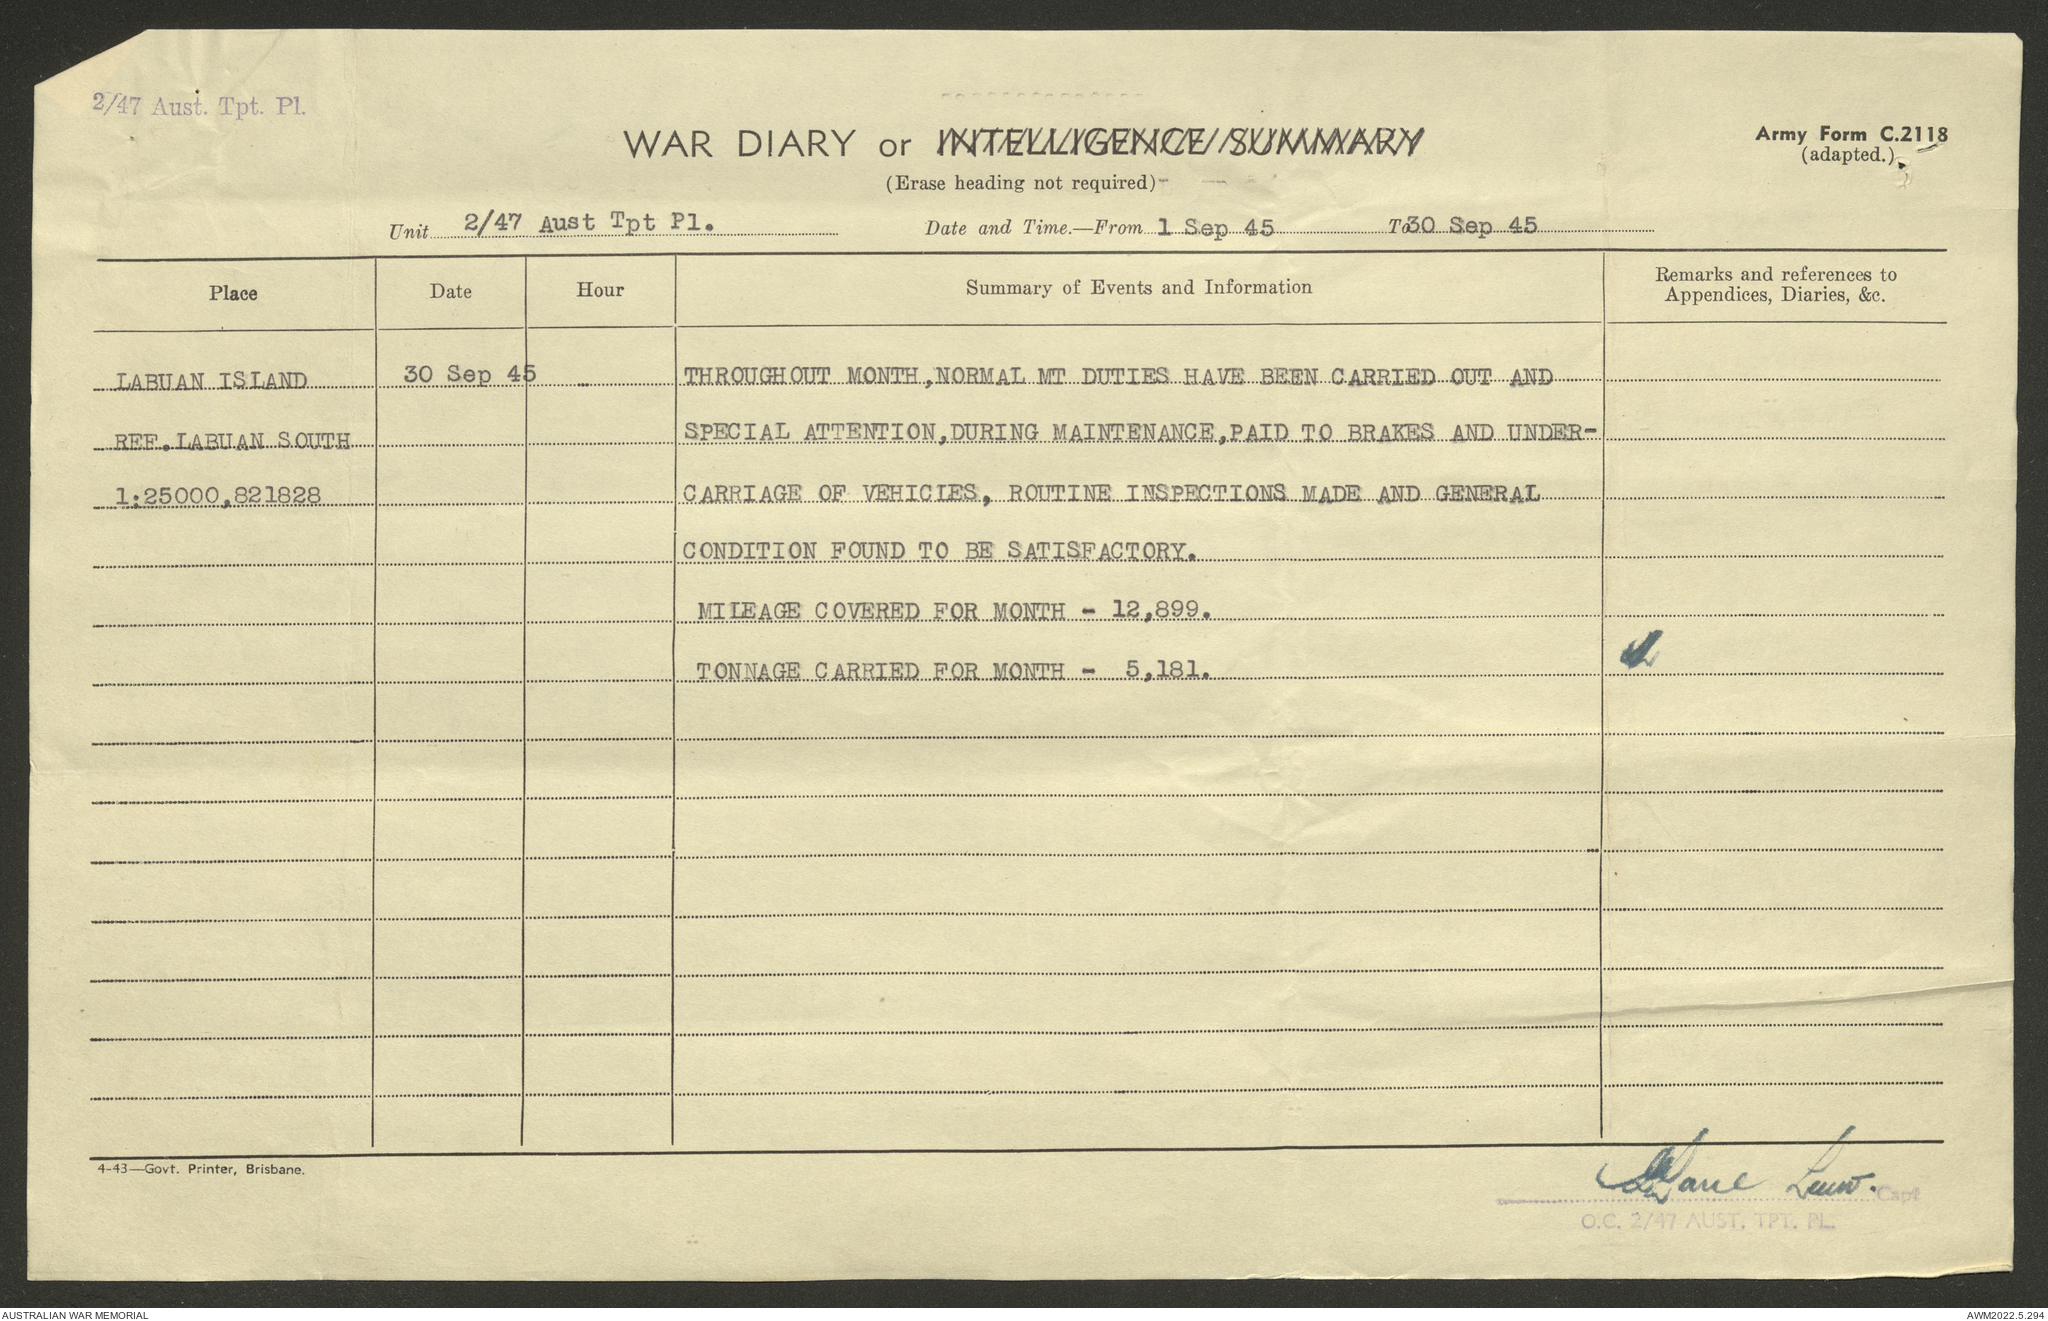 2/47 Aust. Tpt. Pl.
WAR DIARY or INTELLIGENCE SUMMARY
(Erase heading not required)
Army Form C.2118
(adapted.)
Unit 2/47 Aust Tpt Pl. Date and Time.—From 1 Sep 45 To 30 Sep 45
Place Date Hour Summary of Events and Information Remarks and references to
Appendices, Diaries, &c.
LABUAN ISLAND 30 Sep 45 THROUGHOUT MONTH,NORMAL MT DUTIES HAVE BEEN CARRIED OUT AND
REF.LABUAN SOUTH SPECIAL ATTENTION,DURING MAINTENANCE,PAID TO BRAKES AND UNDER-
1:25000,821828 CARRIAGE OF VEHICIES, ROUTINE INSPECTIONS MADE AND GENERAL
CONDITION FOUND TO BE SATISFACTORY.
MILEAGE COVERED FOR MONTH - 12,899.
TONNAGE CARRIED FOR MONTH - 5,181.
4-43—Govt. Printer, Brisbane.
Capt
O.C. 2/47 AUST. TPT. PL.
AUSTRALIAN WAR MEMORIAL
AWM2022.5.294